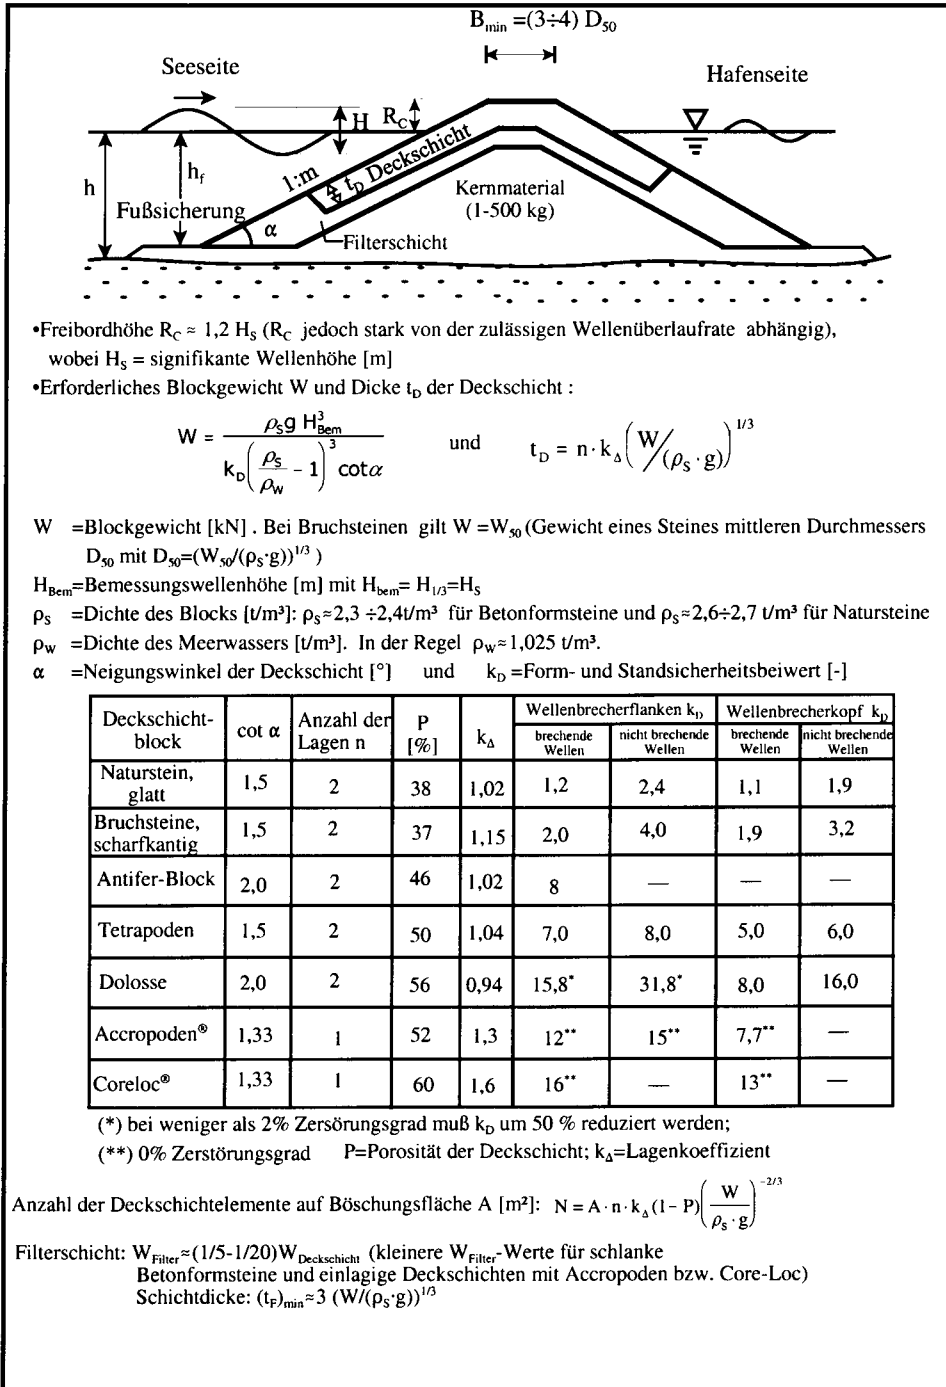 B_min =(3÷4) D_50
Seeseite
Hafenseite
H
R_C
1:m
t_D Deckschicht
h
h_f
Fußsicherung
α
Kernmaterial
(1-500 kg)
Filterschicht
•Freibordhöhe R_C ≈ 1,2 H_S (R_C jedoch stark von der zulässigen Wellenüberlaufrate abhängig),
wobei H_S = signifikante Wellenhöhe [m]
•Erforderliches Blockgewicht W und Dicke t_D der Deckschicht :
W = ρ_S g H³_Bem / (k_D (ρ_S/ρ_W - 1)³ cotα) und t_D = n·k_Δ (W/(ρ_S·g))^1/3
W =Blockgewicht [kN] . Bei Bruchsteinen gilt W =W_50 (Gewicht eines Steines mittleren Durchmessers
D_50 mit D_50=(W_50/(ρ_S·g))^1/3 )
H_Bem=Bemessungswellenhöhe [m] mit H_bem= H_1/3=H_S
ρ_S =Dichte des Blocks [t/m³]: ρ_S≈2,3 ÷2,4t/m³ für Betonformsteine und ρ_S≈2,6÷2,7 t/m³ für Natursteine
ρ_W =Dichte des Meerwassers [t/m³]. In der Regel ρ_W≈1,025 t/m³.
α =Neigungswinkel der Deckschicht [°] und k_D =Form- und Standsicherheitsbeiwert [-]
Deckschicht-block cot α Anzahl der Lagen n P [%] k_Δ Wellenbrecherflanken k_D Wellenbrecherkopf k_D
brechende Wellen nicht brechende Wellen brechende Wellen nicht brechende Wellen
Naturstein, glatt 1,5 2 38 1,02 1,2 2,4 1,1 1,9
Bruchsteine, scharfkantig 1,5 2 37 1,15 2,0 4,0 1,9 3,2
Antifer-Block 2,0 2 46 1,02 8 — — —
Tetrapoden 1,5 2 50 1,04 7,0 8,0 5,0 6,0
Dolosse 2,0 2 56 0,94 15,8* 31,8* 8,0 16,0
Accropoden® 1,33 1 52 1,3 12** 15** 7,7** —
Coreloc® 1,33 1 60 1,6 16** — 13** —
(*) bei weniger als 2% Zersörungsgrad muß k_D um 50 % reduziert werden;
(**) 0% Zerstörungsgrad P=Porosität der Deckschicht; k_Δ=Lagenkoeffizient
Anzahl der Deckschichtelemente auf Böschungsfläche A [m²]: N = A·n·k_Δ (1- P)(W/(ρ_S·g))^-2/3
Filterschicht: W_Filter≈(1/5-1/20)W_Deckschicht (kleinere W_Filter-Werte für schlanke
Betonformsteine und einlagige Deckschichten mit Accropoden bzw. Core-Loc)
Schichtdicke: (t_F)_min≈3 (W/(ρ_S·g))^1/3